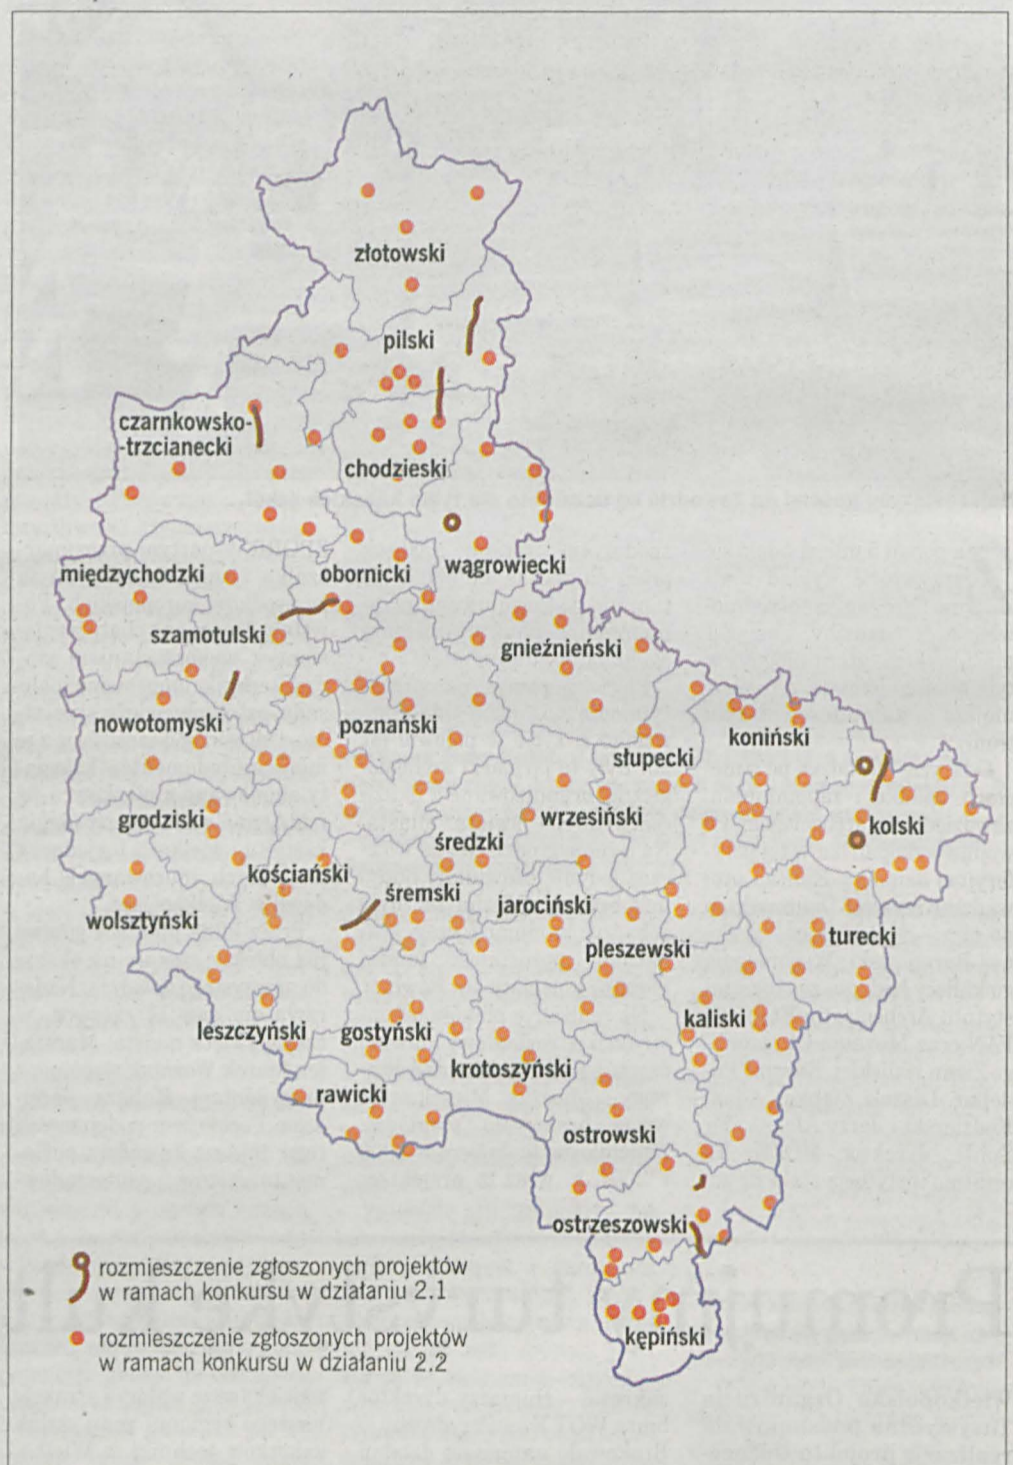 złotowski
pilski
czarnkowsko-
-trzcianecki
chodzieski
międzychodzki
obornicki
wągrowiecki
szamotulski
gnieźnieński
nowotomyski
poznański
koniński
słupecki
grodziski
wrzesiński
kolski
średzki
kościański
śremski
jarociński
wolsztyński
pleszewski
turecki
leszczyński
gostyński
kaliski
krotoszyński
rawicki
ostrowski
ostrzeszowski
kępiński
rozmieszczenie zgłoszonych projektów
w ramach konkursu w działaniu 2.1
rozmieszczenie zgłoszonych projektów
w ramach konkursu w działaniu 2.2